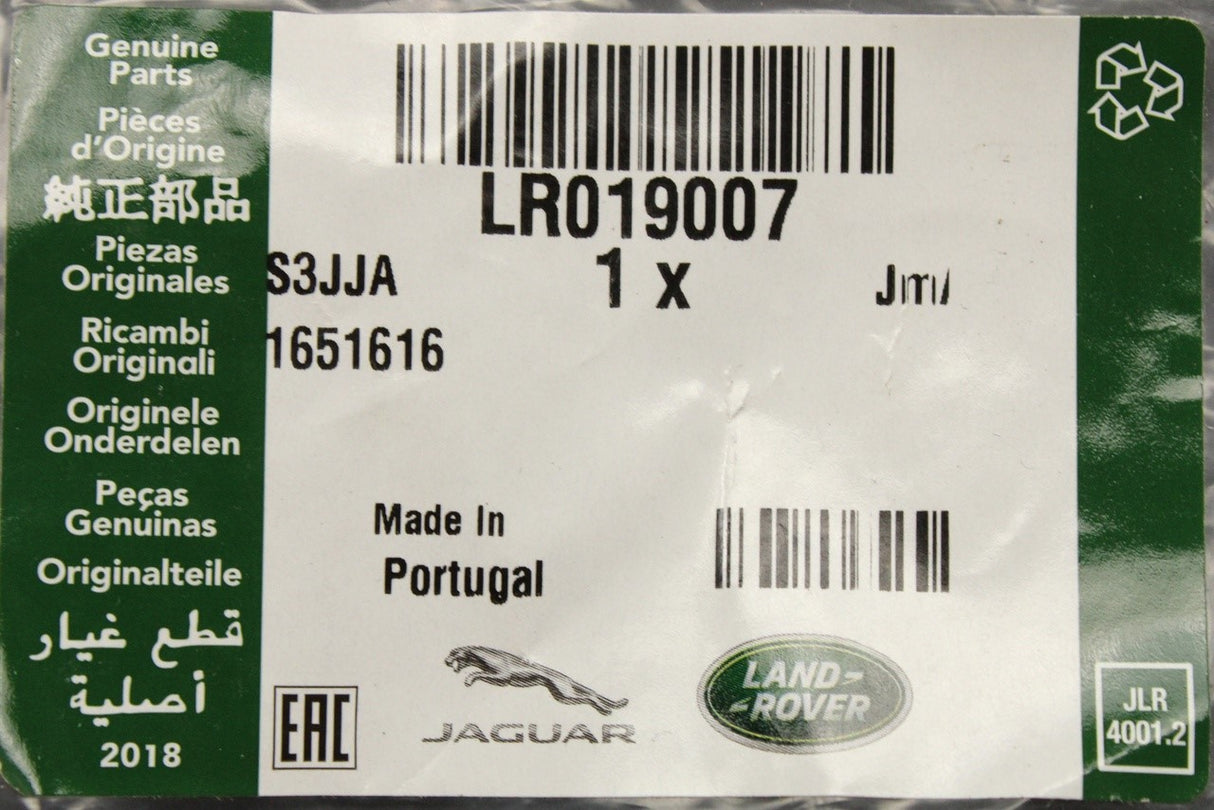 Genuine
Parts
Pièces
d'Origine
純正部品
Piezas
Originales
Ricambi
Originali
Originele
Onderdelen
Peças
Genuinas
Originalteile
قطع غيار
أصلية
2018
LR019007
S3JJA
1 x
1651616
Made In
Portugal
JAGUAR
LAND-
-ROVER
EAC
JLR
4001.2